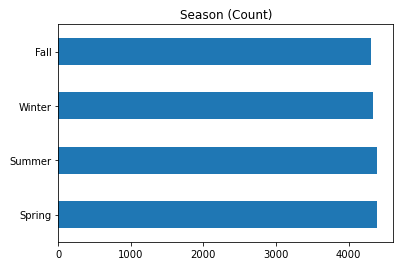 Season (Count)
Fall
Winter
Summer
Spring
0 1000 2000 3000 4000